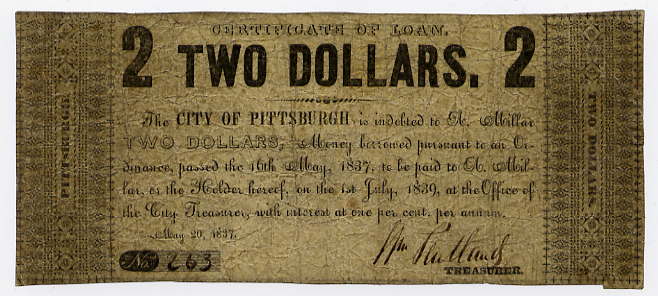 CERTIFICATE OF LOAN.
2 TWO DOLLARS. 2
The CITY OF PITTSBURGH, is indebted to A. Millar
TWO DOLLARS, Money borrowed pursuant to an Or-
dinance, passed the 16th May, 1837, to be paid to A. Mil-
lar, or the Holder hereof, on the 1st July, 1839, at the Office of
the City Treasurer, with interest at one per cent. per annum.
May 20, 1837.
No. 263
TREASURER.
PITTSBURGH.
TWO DOLLARS.